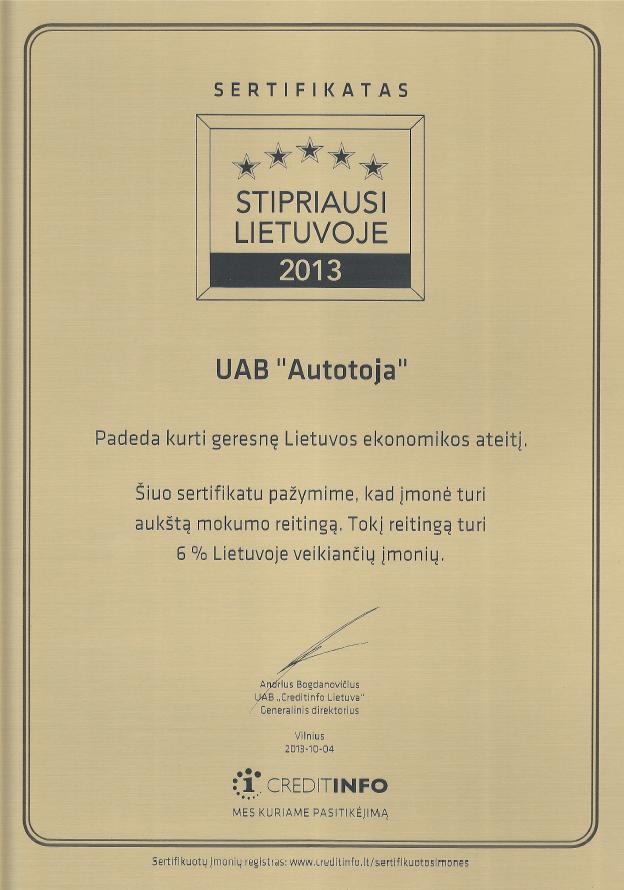 SERTIFIKATAS
STIPRIAUSI
LIETUVOJE
2013
UAB "Autotoja"
Padeda kurti geresnę Lietuvos ekonomikos ateitį.
Šiuo sertifikatu pažymime, kad įmonė turi
aukštą mokumo reitingą. Tokį reitingą turi
6 % Lietuvoje veikiančių įmonių.
Andrius Bogdanovičius
UAB „Creditinfo Lietuva“
Generalinis direktorius
Vilnius
2013-10-04
i CREDITINFO
MES KURIAME PASITIKĖJIMĄ
Sertifikuotų įmonių registras: www.creditinfo.lt/sertifikuotosimones